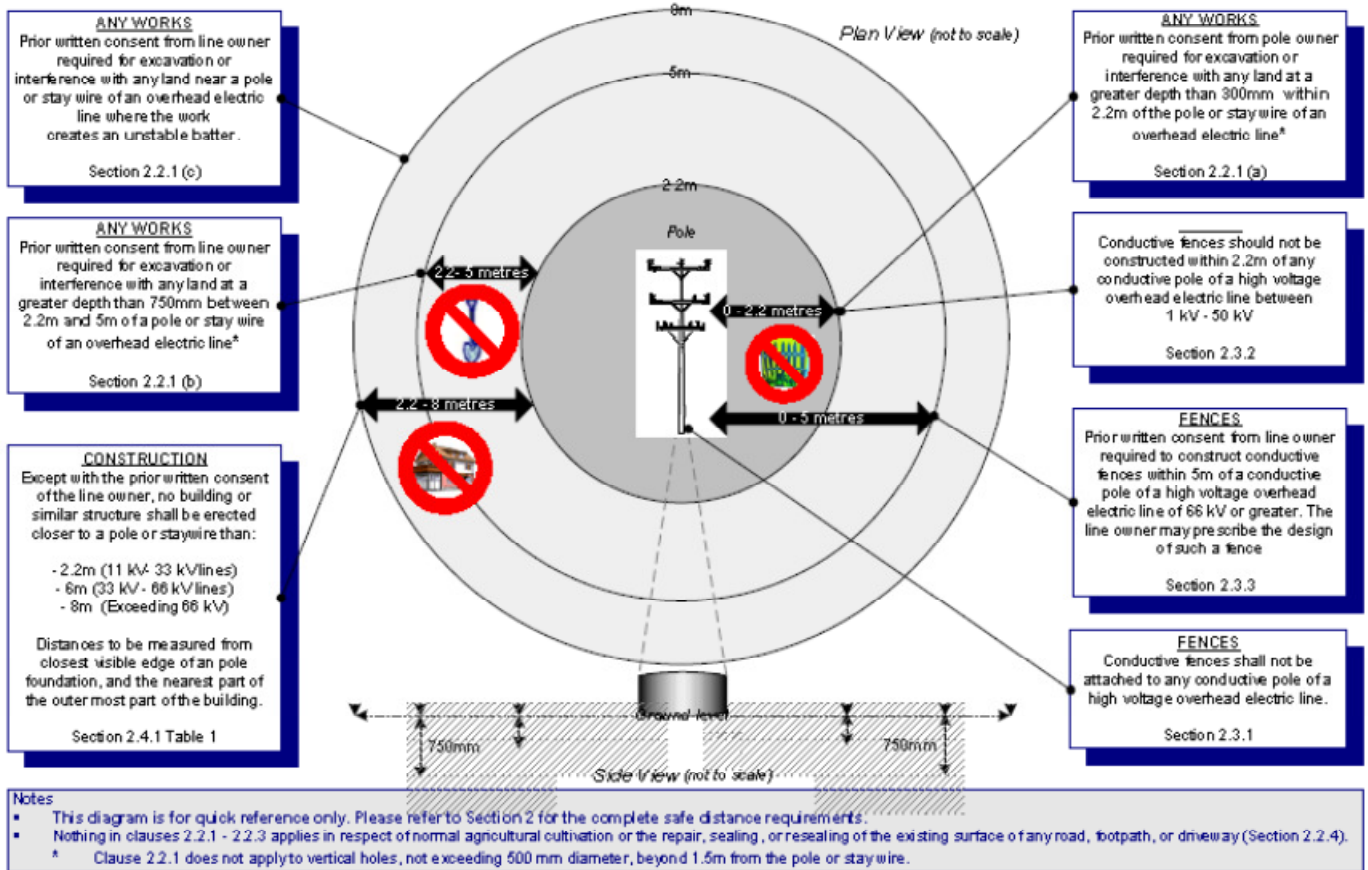 ANY WORKS
Prior written consent from line owner
required for excavation or
interference with any land near a pole
or stay wire of an overhead electric
line where the work
creates an unstable batter.
Section 2.2.1 (c)
ANY WORKS
Prior written consent from line owner
required for excavation or
interference with any land at a
greater depth than 750mm between
2.2m and 5m of a pole or stay wire
of an overhead electric line*
Section 2.2.1 (b)
CONSTRUCTION
Except with the prior written consent
of the line owner, no building or
similar structure shall be erected
closer to a pole or staywire than:
- 2.2m (11 kV- 33 kV lines)
- 6m (33 kV - 66 kV lines)
- 8m (Exceeding 66 kV)
Distances to be measured from
closest visible edge of an pole
foundation, and the nearest part of
the outer most part of the building.
Section 2.4.1 Table 1
8m
Plan View (not to scale)
5m
2.2m
Pole
2.2- 5 metres
0 - 2.2 metres
2.2 - 8 metres
0 - 5 metres
Ground level
750mm
750mm
Side View (not to scale)
ANY WORKS
Prior written consent from pole owner
required for excavation or
interference with any land at a
greater depth than 300mm within
2.2m of the pole or stay wire of an
overhead electric line*
Section 2.2.1 (a)
Conductive fences should not be
constructed within 2.2m of any
conductive pole of a high voltage
overhead electric line between
1 kV - 50 kV
Section 2.3.2
FENCES
Prior written consent from line owner
required to construct conductive
fences within 5m of a conductive
pole of a high voltage overhead
electric line of 66 kV or greater. The
line owner may prescribe the design
of such a fence
Section 2.3.3
FENCES
Conductive fences shall not be
attached to any conductive pole of a
high voltage overhead electric line.
Section 2.3.1
Notes
▪ This diagram is for quick reference only. Please refer to Section 2 for the complete safe distance requirements.
▪ Nothing in clauses 2.2.1 - 2.2.3 applies in respect of normal agricultural cultivation or the repair, sealing, or resealing of the existing surface of any road, footpath, or driveway (Section 2.2.4).
* Clause 2.2.1 does not apply to vertical holes, not exceeding 500 mm diameter, beyond 1.5m from the pole or stay wire.